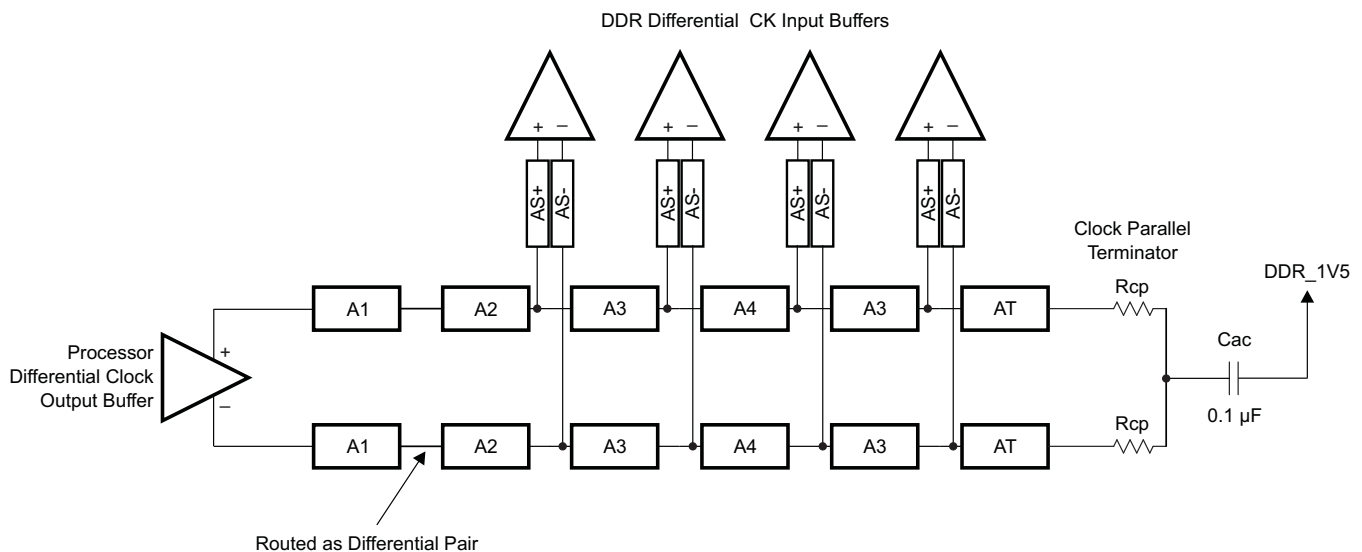 DDR Differential CK Input Buffers
+ – + – + – + –
AS+ AS- AS+ AS- AS+ AS- AS+ AS-
Clock Parallel
Terminator
DDR_1V5
A1 A2 A3 A4 A3 AT Rcp
Processor
Differential Clock
Output Buffer
+
–
Cac
0.1 µF
A1 A2 A3 A4 A3 AT Rcp
Routed as Differential Pair